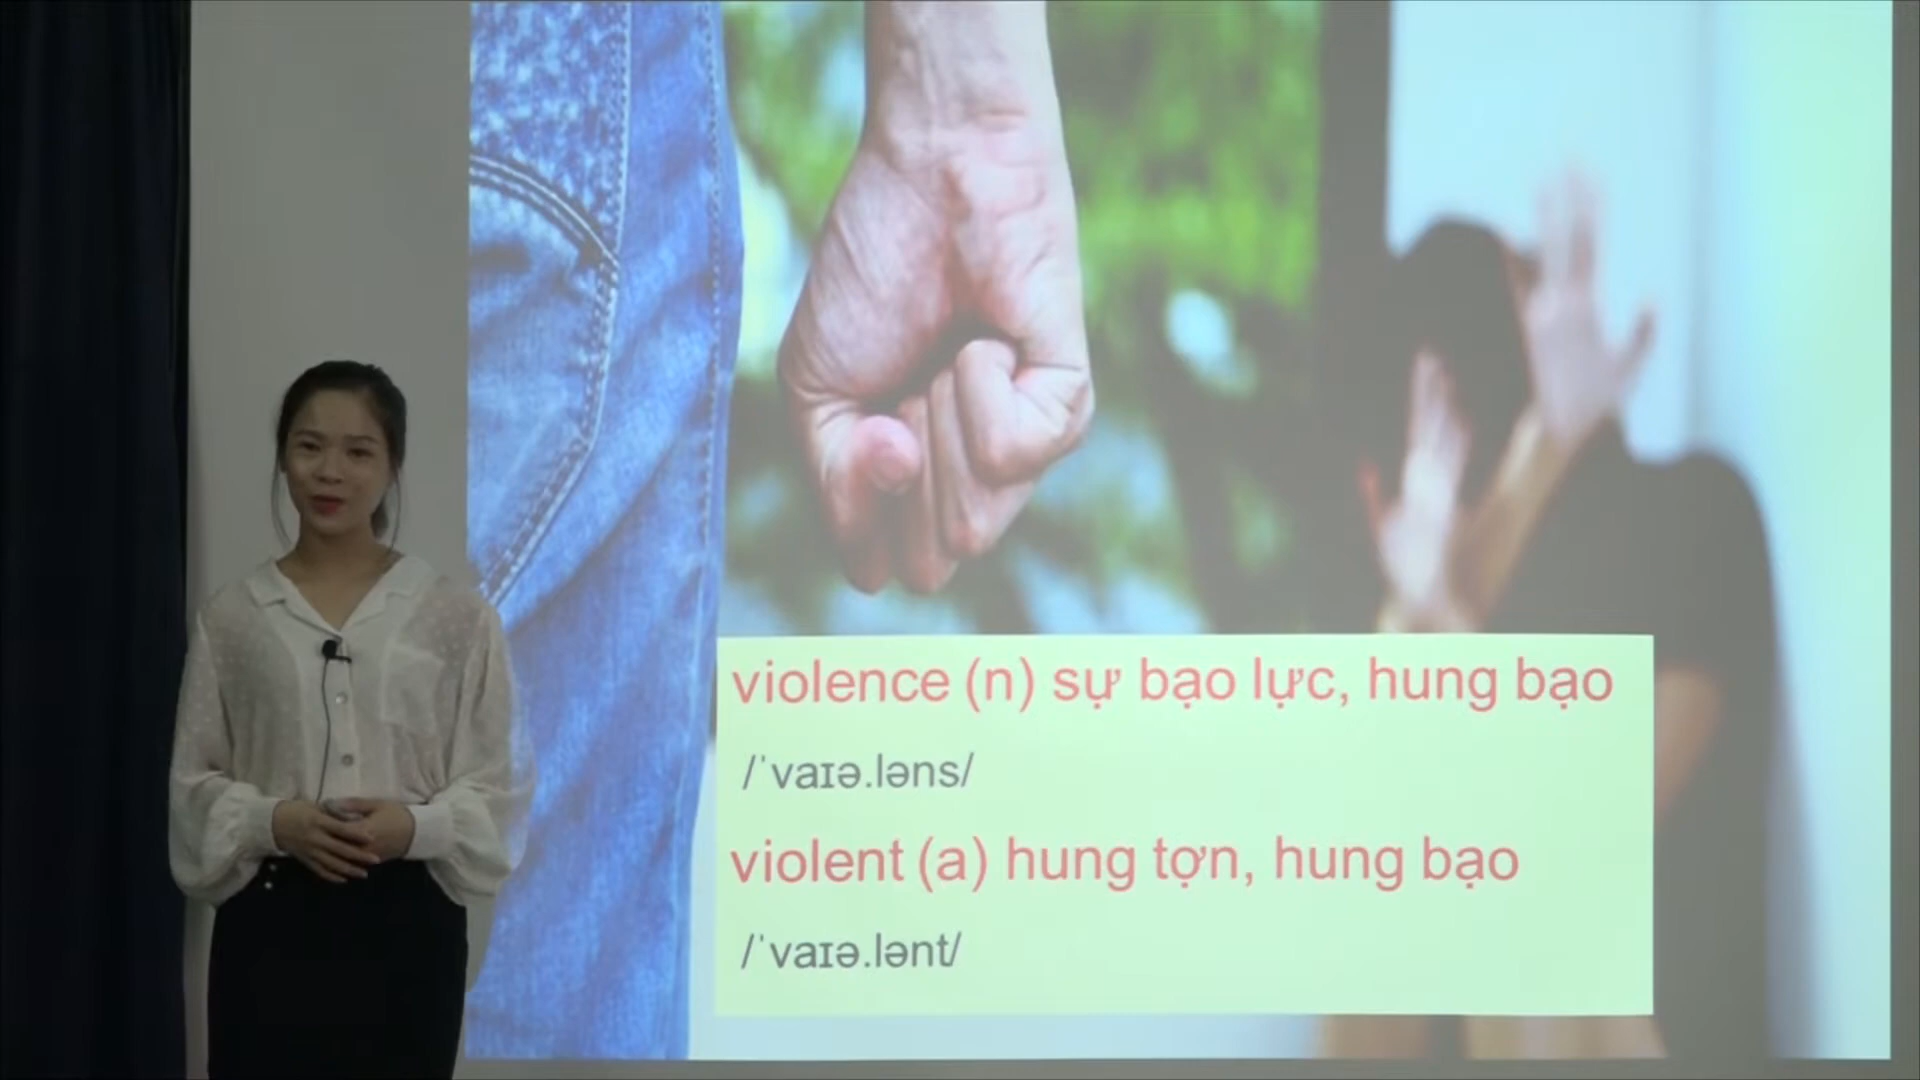 violence (n) sự bạo lực, hung bạo
/ˈvaɪə.ləns/
violent (a) hung tợn, hung bạo
/ˈvaɪə.lənt/